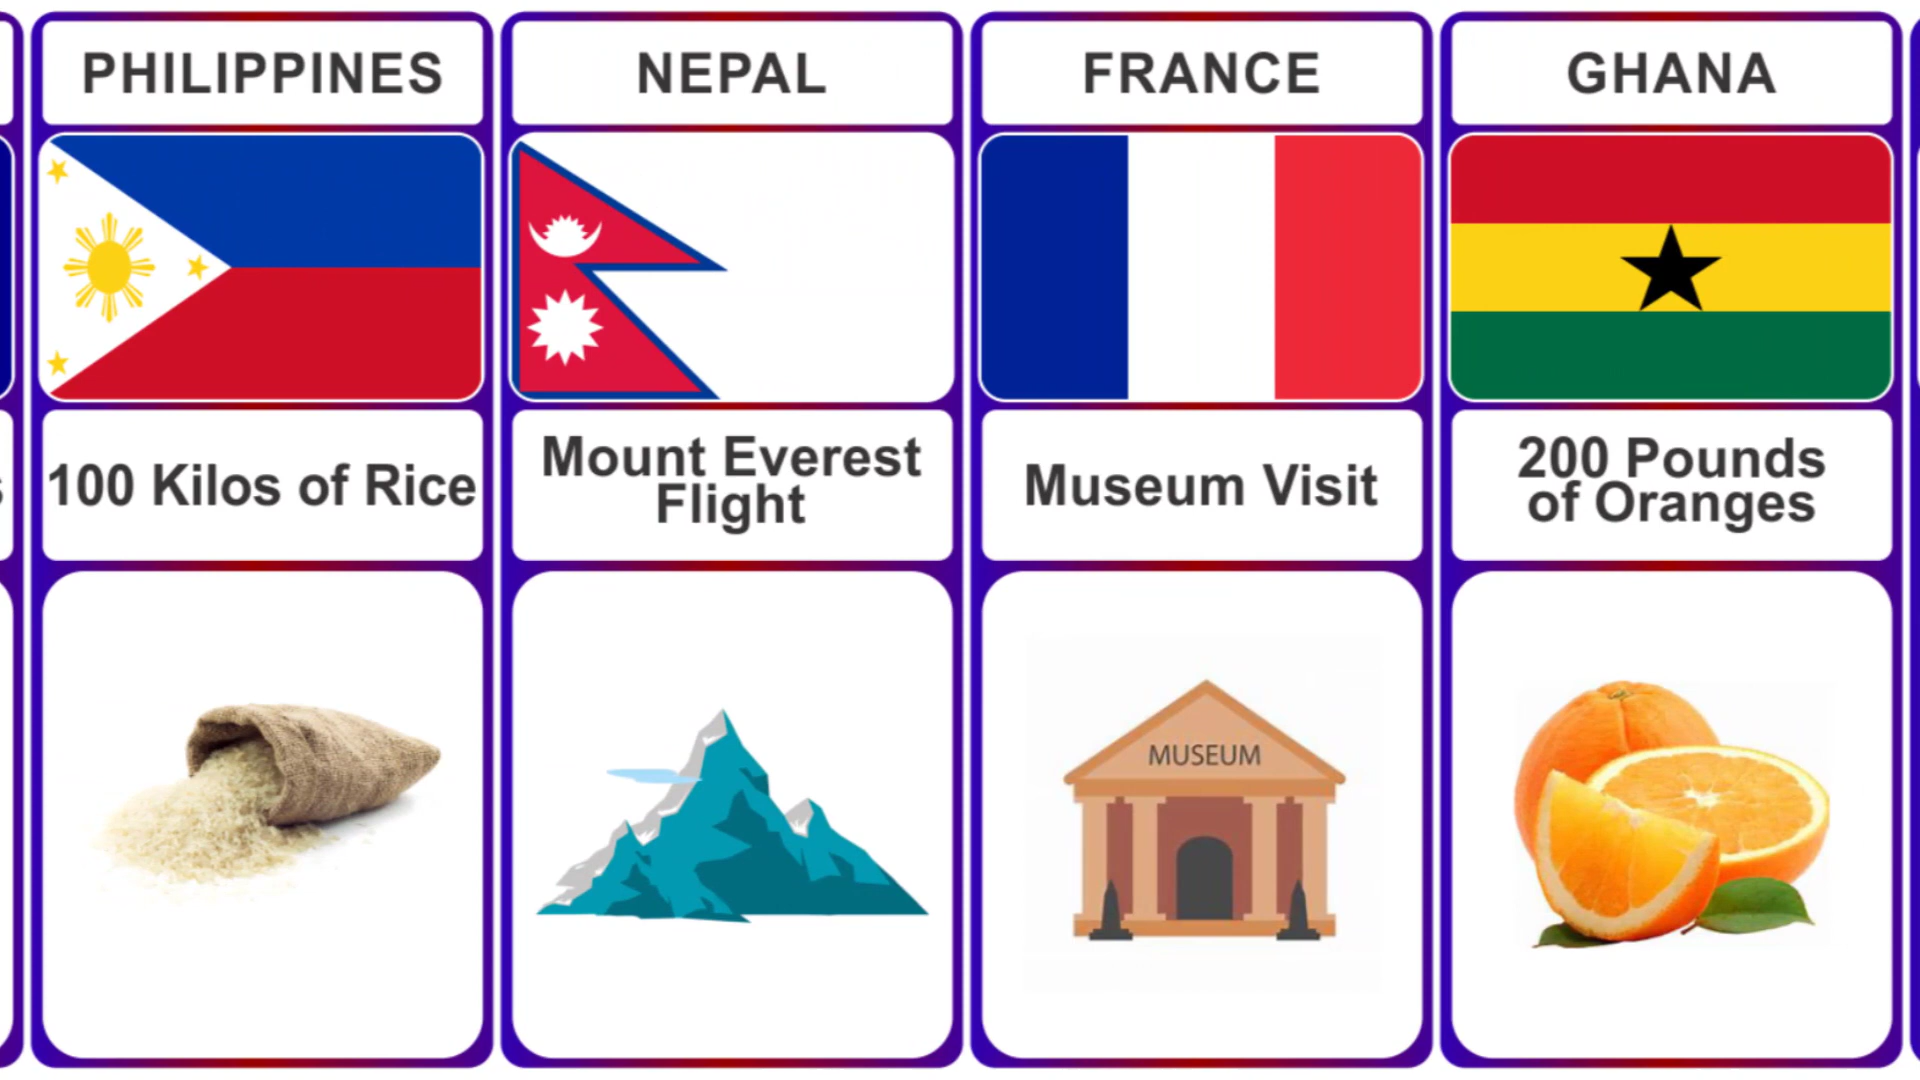 PHILIPPINES
NEPAL
FRANCE
GHANA
100 Kilos of Rice
Mount Everest
Flight
Museum Visit
200 Pounds
of Oranges
MUSEUM